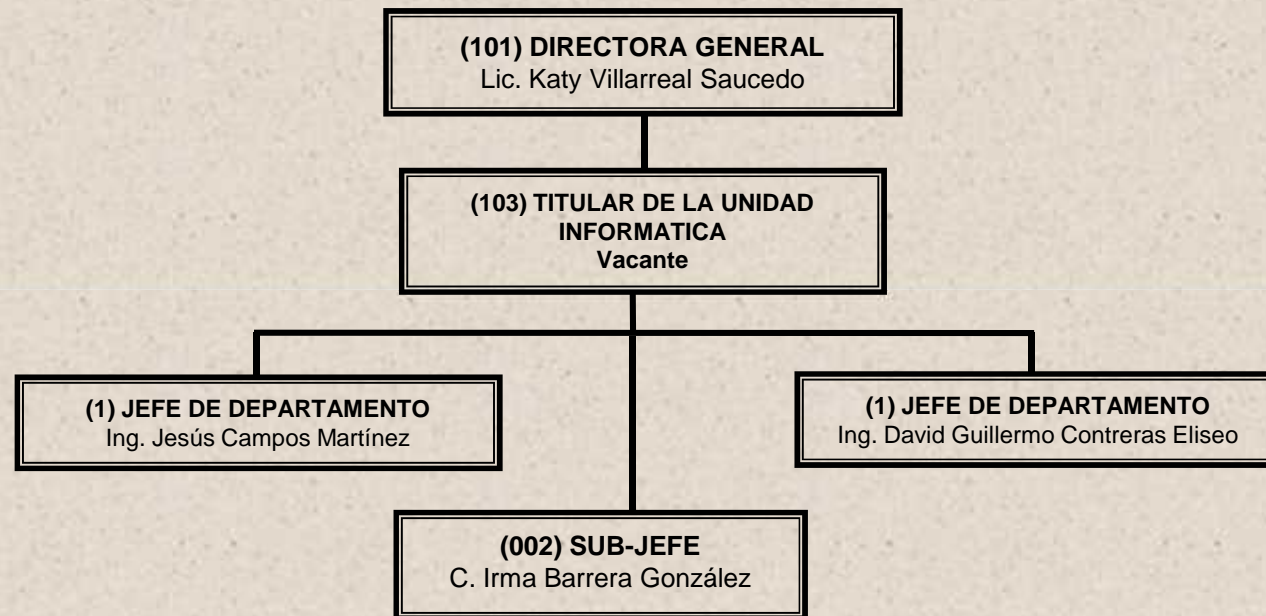 (101) DIRECTORA GENERAL
Lic. Katy Villarreal Saucedo
(103) TITULAR DE LA UNIDAD
INFORMATICA
Vacante
(1) JEFE DE DEPARTAMENTO
Ing. Jesús Campos Martínez
(1) JEFE DE DEPARTAMENTO
Ing. David Guillermo Contreras Eliseo
(002) SUB-JEFE
C. Irma Barrera González